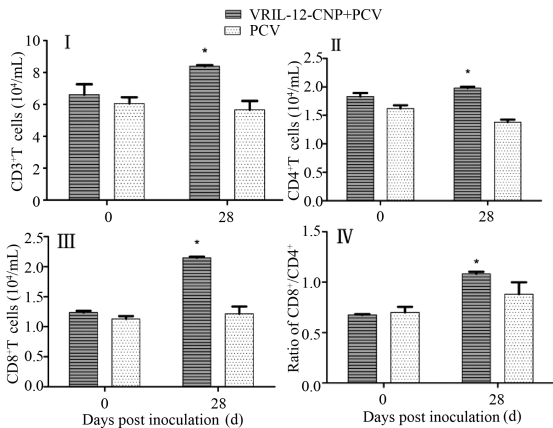 VRIL-12-CNP+PCV
PCV
I
CD3⁺T cells (10⁴/mL)
10
8
6
4
2
0
*
0
28
II
CD4⁺T cells (10⁴/mL)
2.5
2.0
1.5
1.0
0.5
0.0
*
0
28
III
CD8⁺T cells (10⁴/mL)
2.5
2.0
1.5
1.0
0.5
0.0
*
0
28
Days post inoculation (d)
IV
Ratio of CD8⁺/CD4⁺
1.5
1.0
0.5
0.0
*
0
28
Days post inoculation (d)